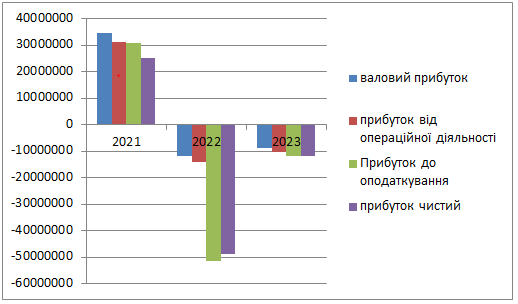 40000000
30000000
20000000
10000000
0
-10000000
-20000000
-30000000
-40000000
-50000000
-60000000
2021
2022
2023
валовий прибуток
прибуток від
операційної діяльності
Прибуток до
оподаткування
прибуток чистий